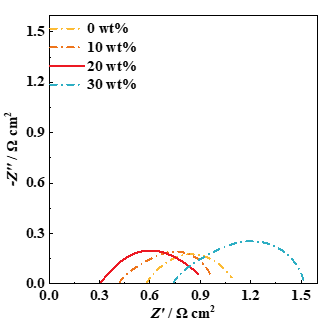 1.5
1.2
0.9
0.6
0.3
0.0
-Z'' / Ω cm²
0 wt%
10 wt%
20 wt%
30 wt%
0.0 0.3 0.6 0.9 1.2 1.5
Z' / Ω cm²